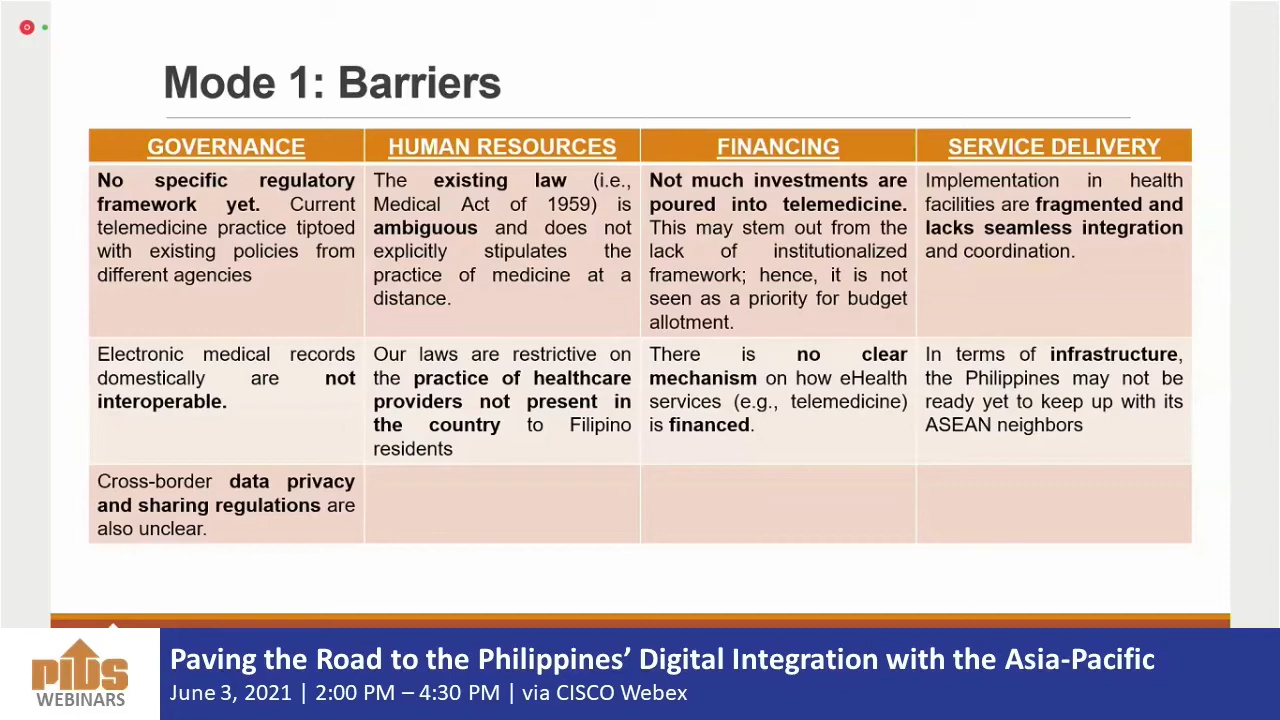 Mode 1: Barriers
GOVERNANCE
HUMAN RESOURCES
FINANCING
SERVICE DELIVERY
No specific regulatory
framework yet. Current
telemedicine practice tiptoed
with existing policies from
different agencies
The existing law (i.e.,
Medical Act of 1959) is
ambiguous and does not
explicitly stipulates the
practice of medicine at a
distance.
Not much investments are
poured into telemedicine.
This may stem out from the
lack of institutionalized
framework; hence, it is not
seen as a priority for budget
allotment.
Implementation in health
facilities are fragmented and
lacks seamless integration
and coordination.
Electronic medical records
domestically are not
interoperable.
Our laws are restrictive on
the practice of healthcare
providers not present in
the country to Filipino
residents
There is no clear
mechanism on how eHealth
services (e.g., telemedicine)
is financed.
In terms of infrastructure,
the Philippines may not be
ready yet to keep up with its
ASEAN neighbors
Cross-border data privacy
and sharing regulations are
also unclear.
PIDS
WEBINARS
Paving the Road to the Philippines’ Digital Integration with the Asia-Pacific
June 3, 2021 | 2:00 PM – 4:30 PM | via CISCO Webex